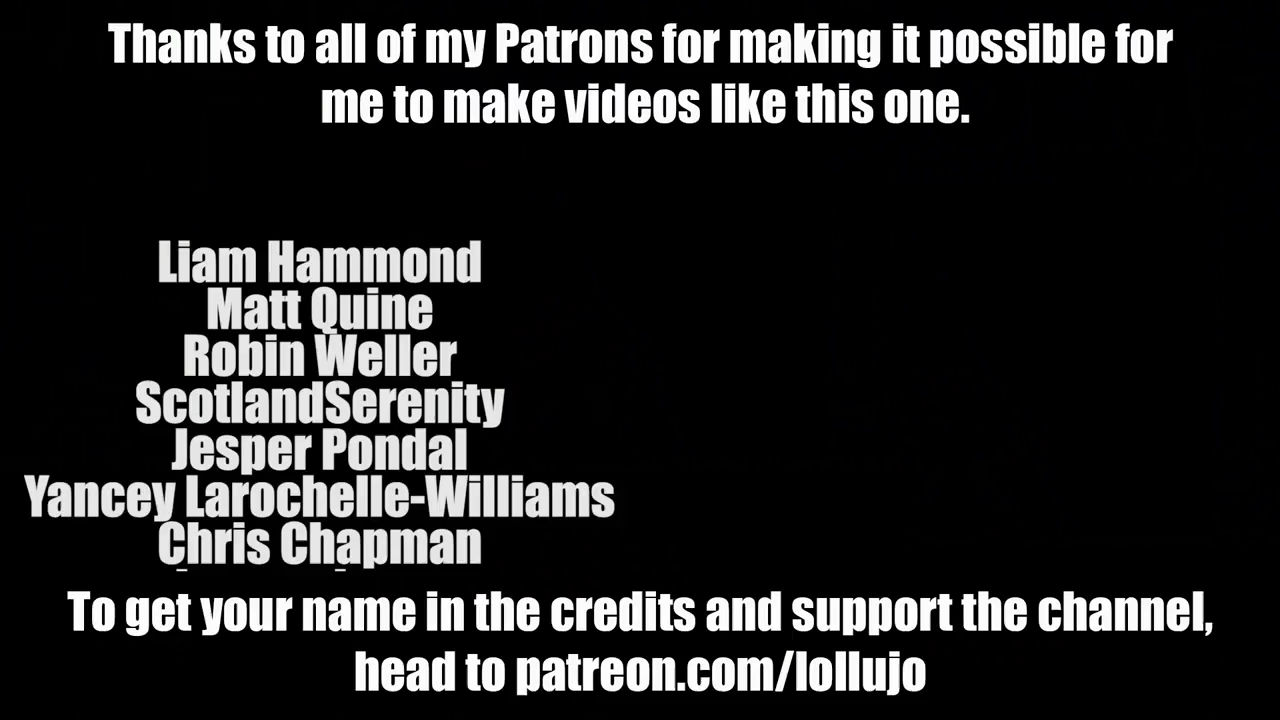 Thanks to all of my Patrons for making it possible for
me to make videos like this one.
Liam Hammond
Matt Quine
Robin Weller
ScotlandSerenity
Jesper Pondal
Yancey Larochelle-Williams
Chris Chapman
To get your name in the credits and support the channel,
head to patreon.com/lollujo